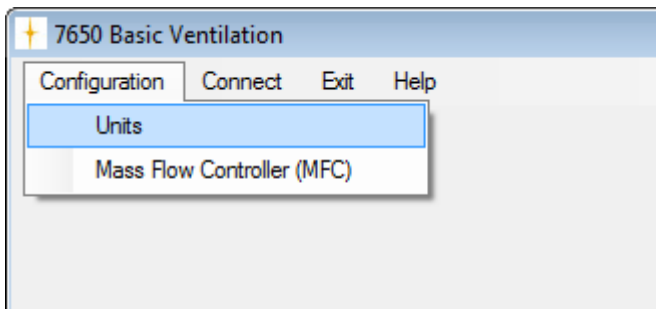 7650 Basic Ventilation
Configuration Connect Exit Help
Units
Mass Flow Controller (MFC)